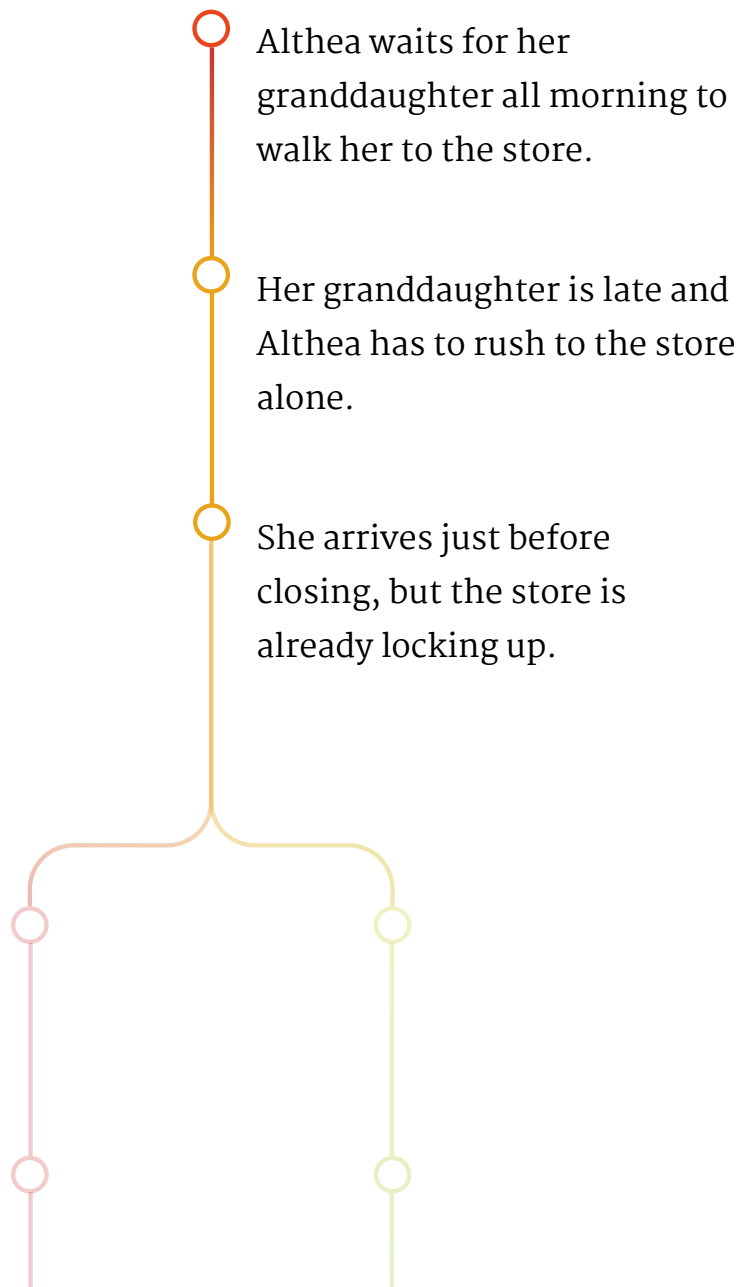 Althea waits for her
granddaughter all morning to
walk her to the store.
Her granddaughter is late and
Althea has to rush to the store
alone.
She arrives just before
closing, but the store is
already locking up.